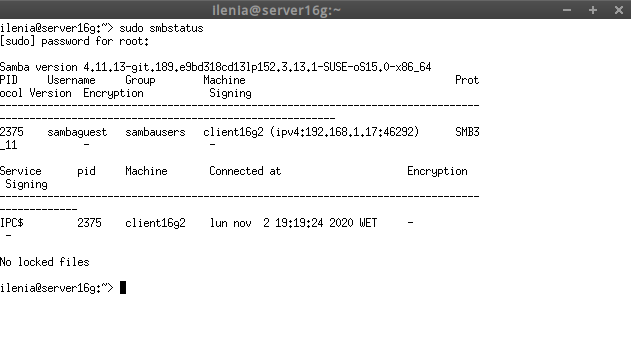 ilenia@server16g:~
ilenia@server16g:~> sudo smbstatus
[sudo] password for root:
Samba version 4.11.13-git.189.e9bd318cd13lp152.3.13.1-SUSE-oS15.0-x86_64
PID Username Group Machine Prot
ocol Version Encryption Signing
--------------------------------------------------------------------------------
--------------------------------------------------------
2375 sambaguest sambausers client16g2 (ipv4:192.168.1.17:46292) SMB3
_11 - -
Service pid Machine Connected at Encryption
Signing
--------------------------------------------------------------------------------
-------------
IPC$ 2375 client16g2 lun nov 2 19:19:24 2020 WET -
-
No locked files
ilenia@server16g:~>